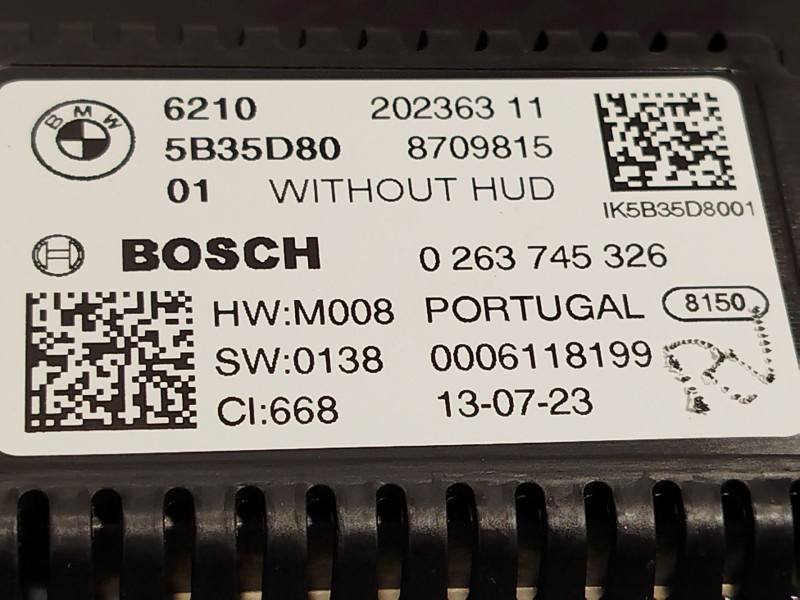 BMW
6210 202363 11
5B35D80 8709815
01 WITHOUT HUD
IK5B35D8001
BOSCH 0 263 745 326
HW:M008 PORTUGAL 8150
SW:0138 0006118199
CI:668 13-07-23